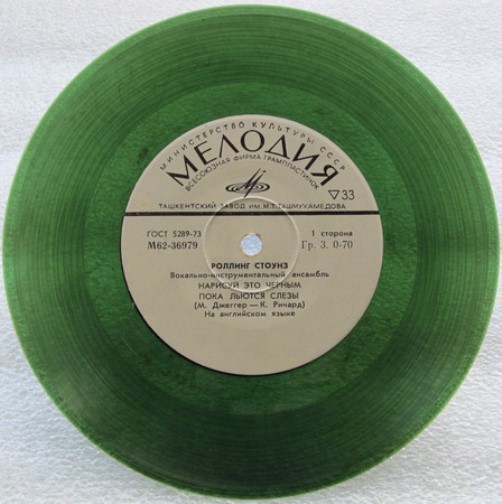 МИНИСТЕРСТВО КУЛЬТУРЫ СССР
МЕЛОДИЯ
ВСЕСОЮЗНАЯ ФИРМА ГРАМПЛАСТИНОК
▽33
ТАШКЕНТСКИЙ ЗАВОД ИМ. М.Т. ТАШМУХАМЕДОВА
ГОСТ 5289-73
1 сторона
М62-36979
Гр. 3. 0-70
РОЛЛИНГ СТОУНЗ
Вокально-инструментальный ансамбль
НАРИСУЙ ЭТО ЧЕРНЫМ
ПОКА ЛЬЮТСЯ СЛЕЗЫ
(М. Джеггер — К. Ричард)
На английском языке